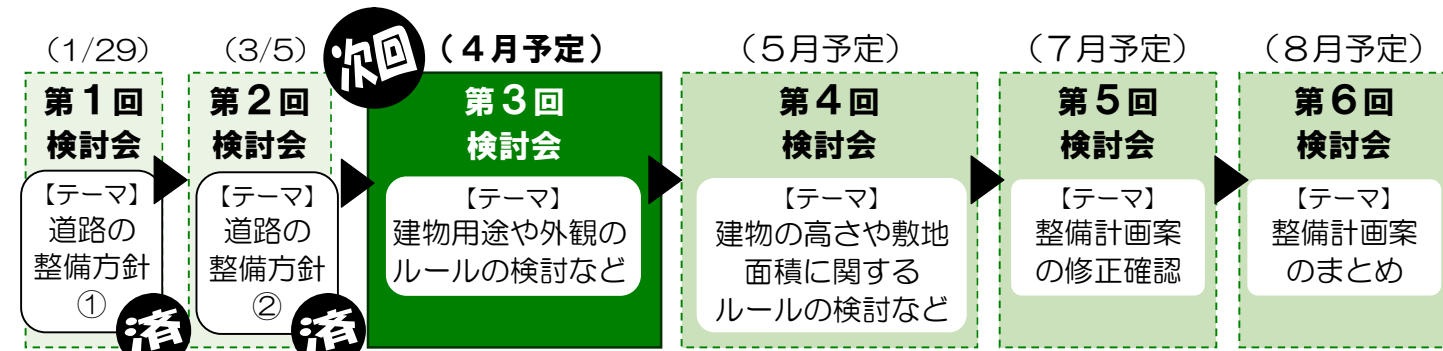 （1/29）
第１回
検討会
【テーマ】
道路の
整備方針
①
済
（3/5）
第２回
検討会
【テーマ】
道路の
整備方針
②
済
次回
（４月予定）
第３回
検討会
【テーマ】
建物用途や外観の
ルールの検討など
（５月予定）
第４回
検討会
【テーマ】
建物の高さや敷地
面積に関する
ルールの検討など
（７月予定）
第５回
検討会
【テーマ】
整備計画案
の修正確認
（８月予定）
第６回
検討会
【テーマ】
整備計画案
のまとめ